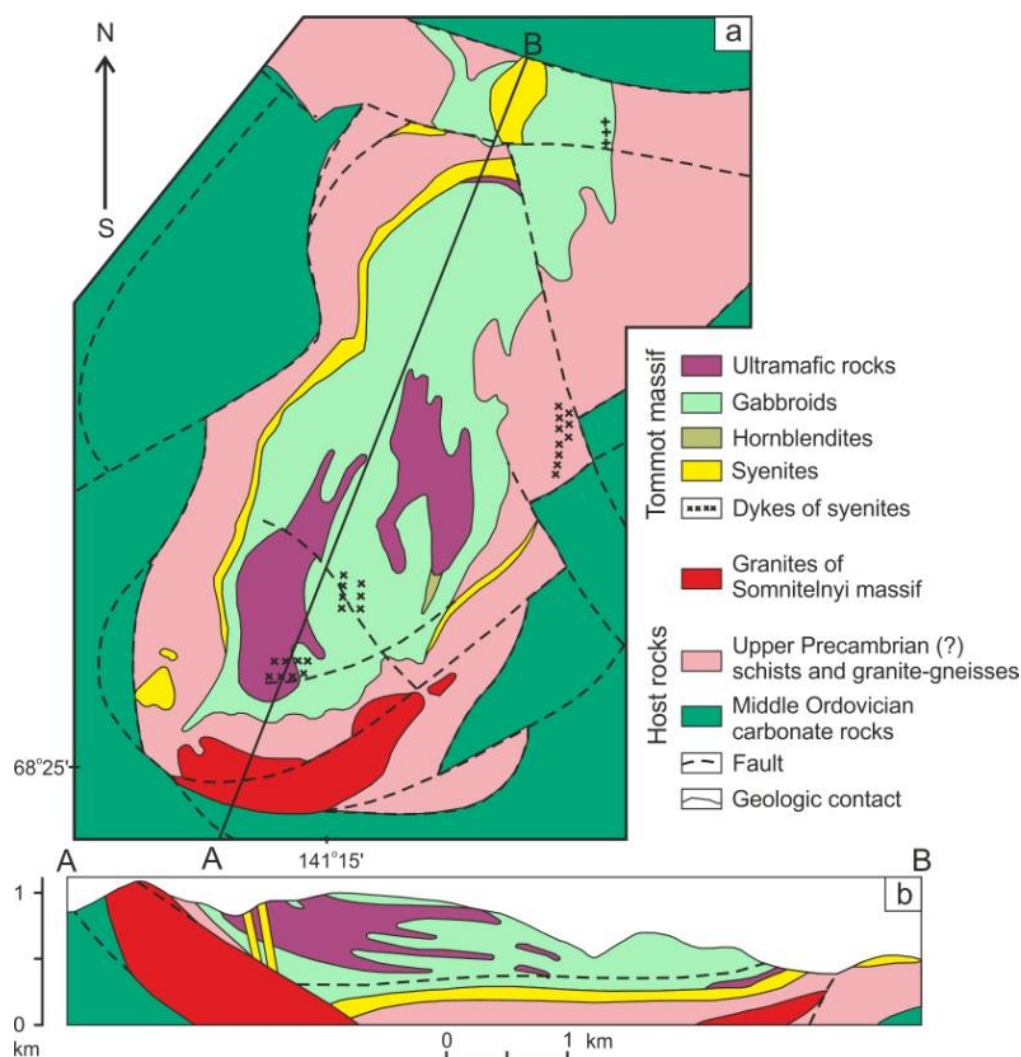 N
S
a
B
Tommot massif
Ultramafic rocks
Gabbroids
Hornblendites
Syenites
Dykes of syenites
Granites of
Somnitelnyi massif
Host rocks
Upper Precambrian (?)
schists and granite-gneisses
Middle Ordovician
carbonate rocks
Fault
Geologic contact
68°25'
A
141°15'
A
B
b
1
0
km
0 1 km